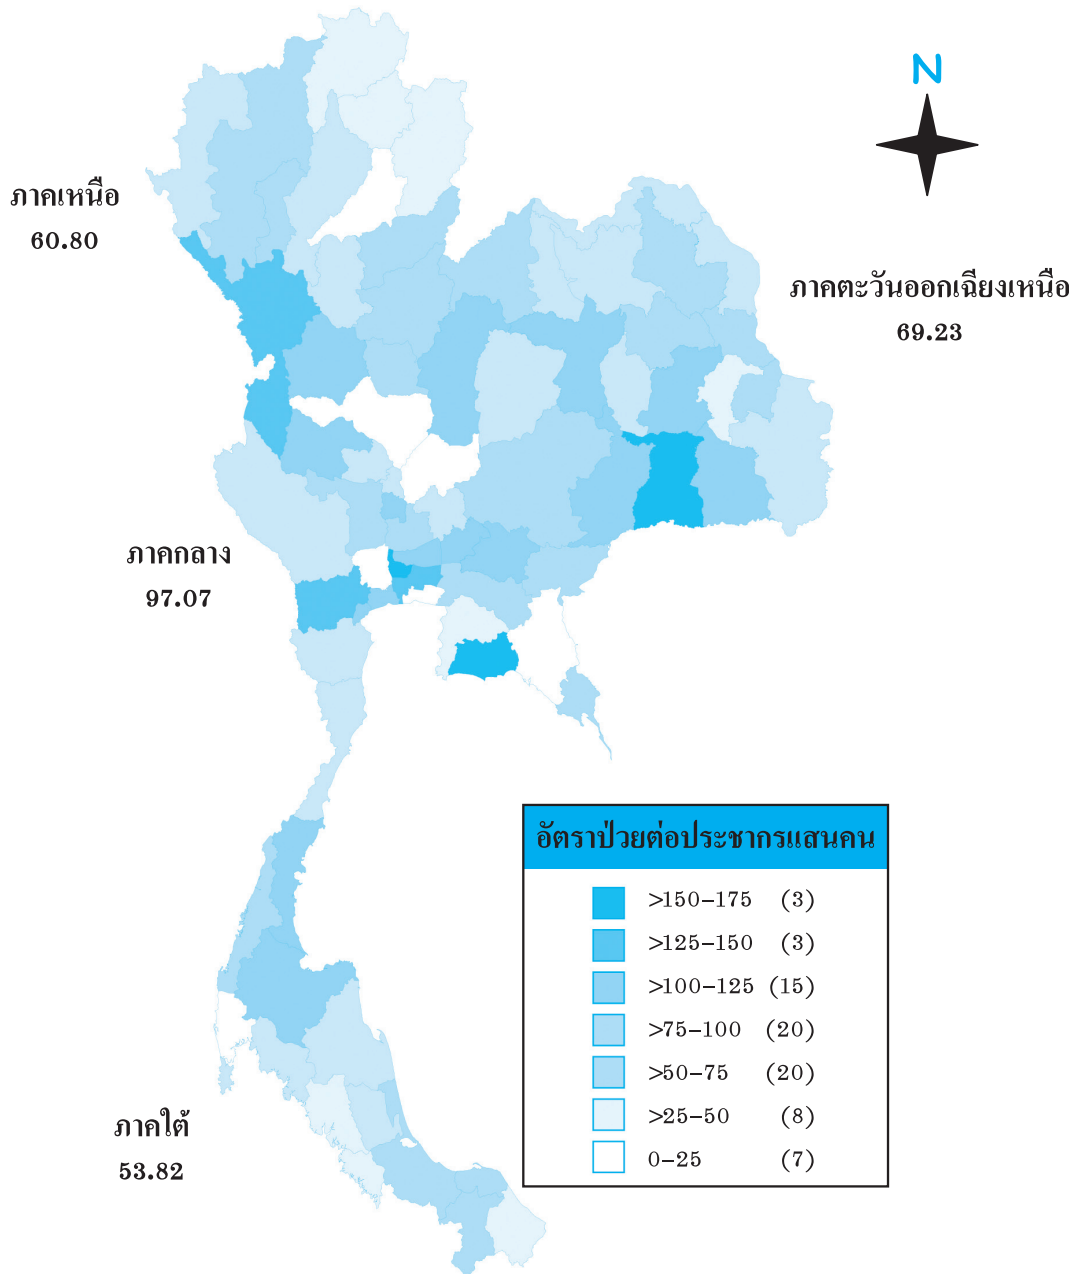 N
ภาคเหนือ
60.80
ภาคตะวันออกเฉียงเหนือ
69.23
ภาคกลาง
97.07
ภาคใต้
53.82
อัตราป่วยต่อประชากรแสนคน
>150-175 (3)
>125-150 (3)
>100-125 (15)
>75-100 (20)
>50-75 (20)
>25-50 (8)
0-25 (7)